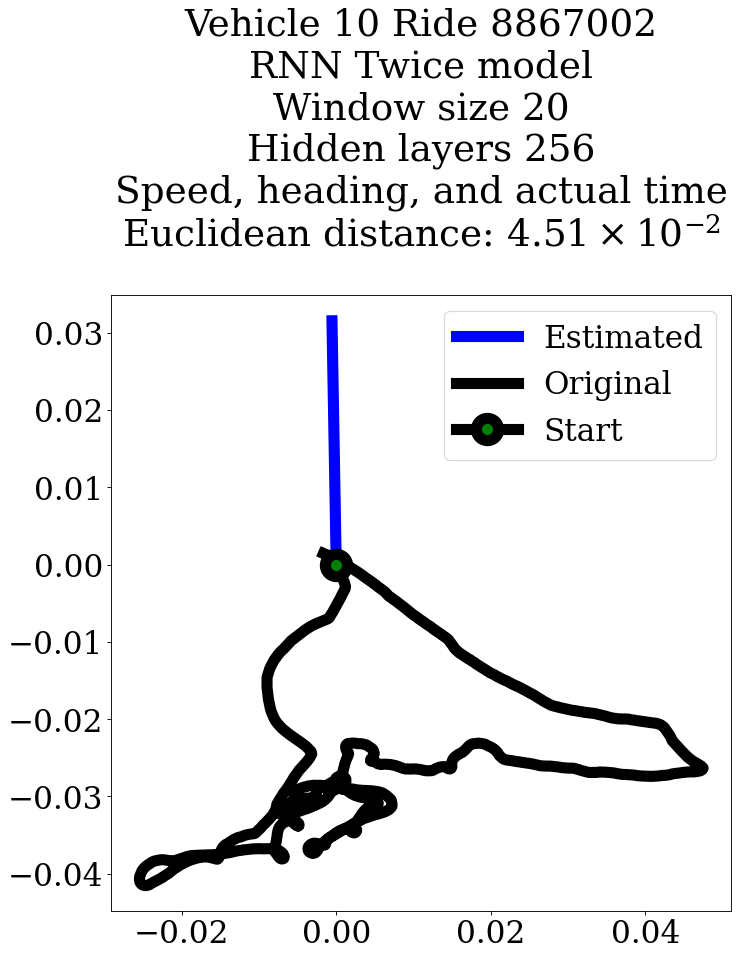 Vehicle 10 Ride 8867002
RNN Twice model
Window size 20
Hidden layers 256
Speed, heading, and actual time
Euclidean distance: 4.51 × 10⁻²
Estimated
Original
Start
0.03
0.02
0.01
0.00
−0.01
−0.02
−0.03
−0.04
−0.02
0.00
0.02
0.04